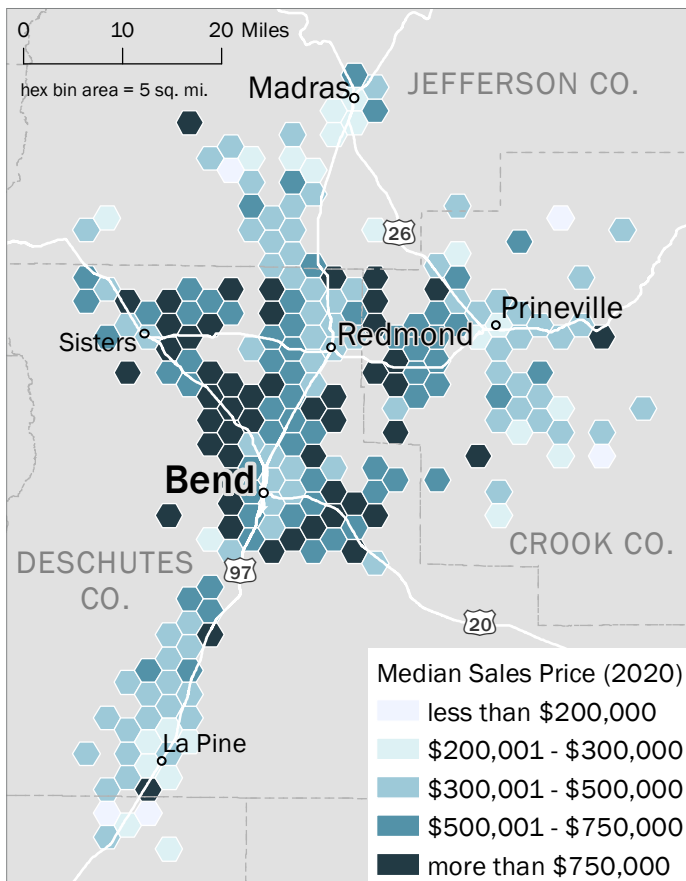 0 10 20 Miles
hex bin area = 5 sq. mi.
Madras
JEFFERSON CO.
26
Prineville
Sisters
Redmond
Bend
DESCHUTES
CO.
CROOK CO.
97
20
La Pine
Median Sales Price (2020)
less than $200,000
$200,001 - $300,000
$300,001 - $500,000
$500,001 - $750,000
more than $750,000